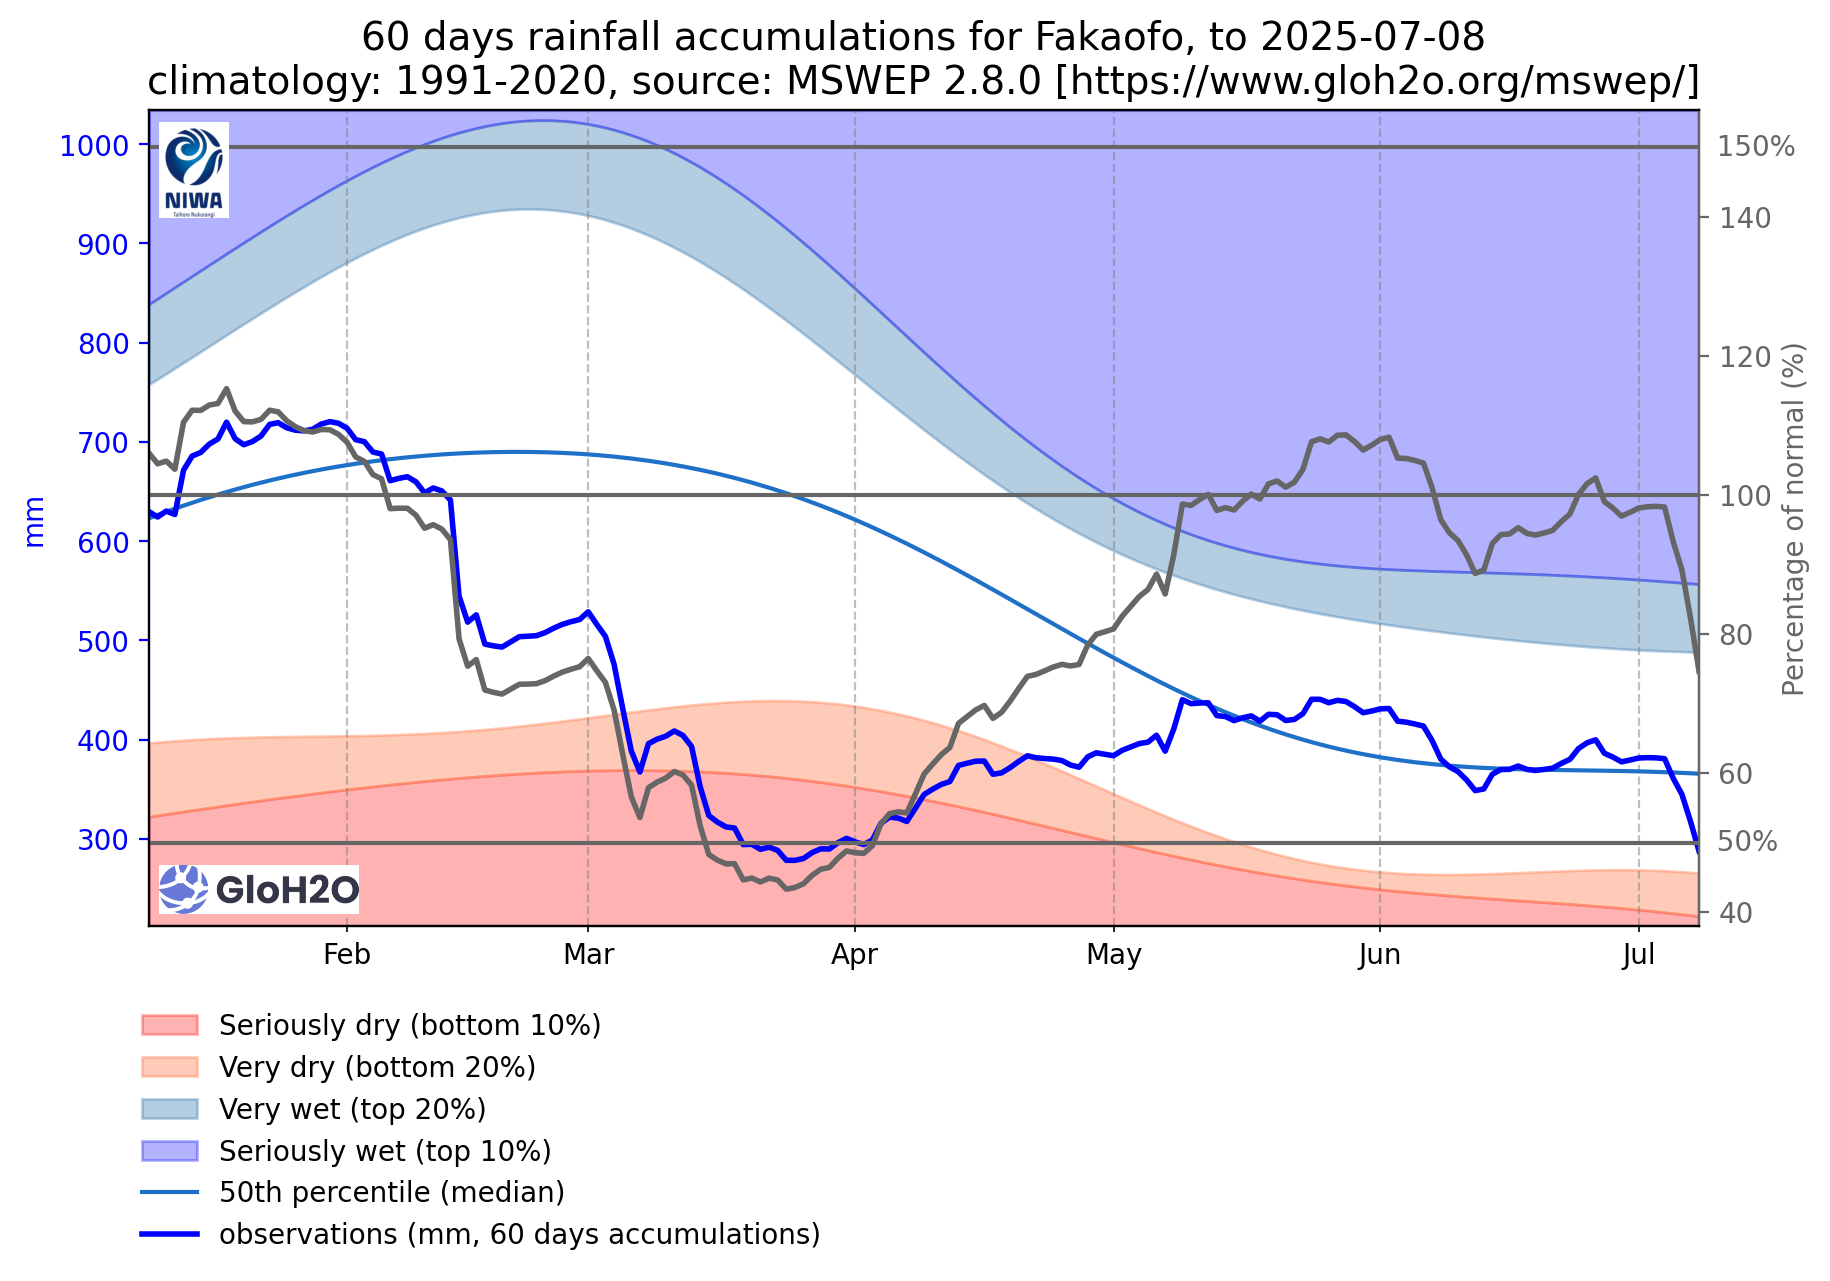 60 days rainfall accumulations for Fakaofo, to 2025-07-08
climatology: 1991-2020, source: MSWEP 2.8.0 [https://www.gloh2o.org/mswep/]
NIWA
Taihoro Nukurangi
1000
900
800
700
600
500
400
300
mm
150%
140
120
100
80
60
50%
40
Percentage of normal (%)
GloH2O
Feb
Mar
Apr
May
Jun
Jul
Seriously dry (bottom 10%)
Very dry (bottom 20%)
Very wet (top 20%)
Seriously wet (top 10%)
50th percentile (median)
observations (mm, 60 days accumulations)